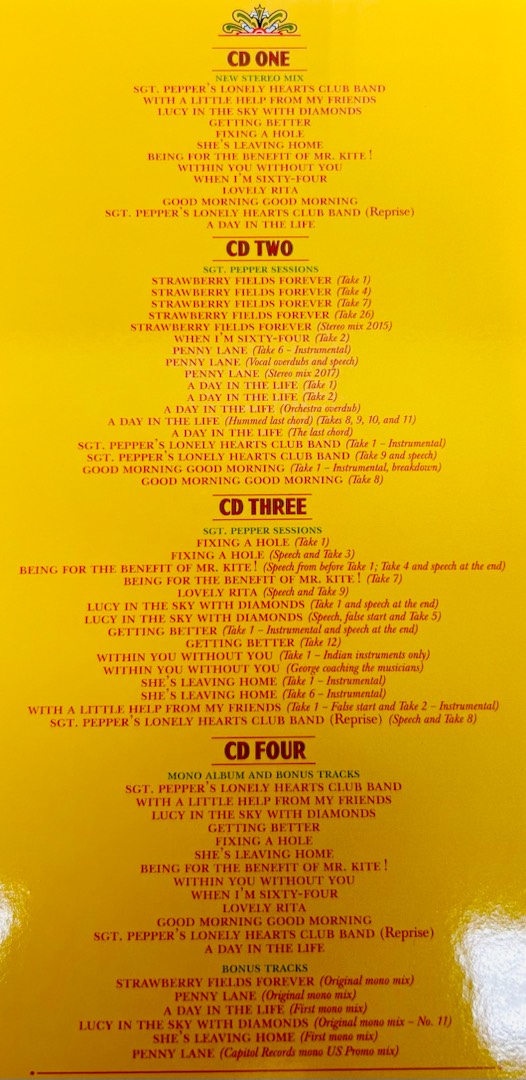 CD ONE
NEW STEREO MIX
SGT. PEPPER'S LONELY HEARTS CLUB BAND
WITH A LITTLE HELP FROM MY FRIENDS
LUCY IN THE SKY WITH DIAMONDS
GETTING BETTER
FIXING A HOLE
SHE'S LEAVING HOME
BEING FOR THE BENEFIT OF MR. KITE!
WITHIN YOU WITHOUT YOU
WHEN I'M SIXTY-FOUR
LOVELY RITA
GOOD MORNING GOOD MORNING
SGT. PEPPER'S LONELY HEARTS CLUB BAND (Reprise)
A DAY IN THE LIFE
CD TWO
SGT. PEPPER SESSIONS
STRAWBERRY FIELDS FOREVER (Take 1)
STRAWBERRY FIELDS FOREVER (Take 4)
STRAWBERRY FIELDS FOREVER (Take 7)
STRAWBERRY FIELDS FOREVER (Take 26)
STRAWBERRY FIELDS FOREVER (Stereo mix 2015)
WHEN I'M SIXTY-FOUR (Take 2)
PENNY LANE (Take 6 – Instrumental)
PENNY LANE (Vocal overdubs and speech)
PENNY LANE (Stereo mix 2017)
A DAY IN THE LIFE (Take 1)
A DAY IN THE LIFE (Take 2)
A DAY IN THE LIFE (Orchestra overdub)
A DAY IN THE LIFE (Hummed last chord) (Takes 8, 9, 10, and 11)
A DAY IN THE LIFE (The last chord)
SGT. PEPPER'S LONELY HEARTS CLUB BAND (Take 1 – Instrumental)
SGT. PEPPER'S LONELY HEARTS CLUB BAND (Take 9 and speech)
GOOD MORNING GOOD MORNING (Take 1 – Instrumental, breakdown)
GOOD MORNING GOOD MORNING (Take 8)
CD THREE
SGT. PEPPER SESSIONS
FIXING A HOLE (Take 1)
FIXING A HOLE (Speech and Take 3)
BEING FOR THE BENEFIT OF MR. KITE! (Speech from before Take 1; Take 4 and speech at the end)
BEING FOR THE BENEFIT OF MR. KITE! (Take 7)
LOVELY RITA (Speech and Take 9)
LUCY IN THE SKY WITH DIAMONDS (Take 1 and speech at the end)
LUCY IN THE SKY WITH DIAMONDS (Speech, false start and Take 5)
GETTING BETTER (Take 1 – Instrumental and speech at the end)
GETTING BETTER (Take 12)
WITHIN YOU WITHOUT YOU (Take 1 – Indian instruments only)
WITHIN YOU WITHOUT YOU (George coaching the musicians)
SHE'S LEAVING HOME (Take 1 – Instrumental)
SHE'S LEAVING HOME (Take 6 – Instrumental)
WITH A LITTLE HELP FROM MY FRIENDS (Take 1 – False start and Take 2 – Instrumental)
SGT. PEPPER'S LONELY HEARTS CLUB BAND (Reprise) (Speech and Take 8)
CD FOUR
MONO ALBUM AND BONUS TRACKS
SGT. PEPPER'S LONELY HEARTS CLUB BAND
WITH A LITTLE HELP FROM MY FRIENDS
LUCY IN THE SKY WITH DIAMONDS
GETTING BETTER
FIXING A HOLE
SHE'S LEAVING HOME
BEING FOR THE BENEFIT OF MR. KITE!
WITHIN YOU WITHOUT YOU
WHEN I'M SIXTY-FOUR
LOVELY RITA
GOOD MORNING GOOD MORNING
SGT. PEPPER'S LONELY HEARTS CLUB BAND (Reprise)
A DAY IN THE LIFE
BONUS TRACKS
STRAWBERRY FIELDS FOREVER (Original mono mix)
PENNY LANE (Original mono mix)
A DAY IN THE LIFE (First mono mix)
LUCY IN THE SKY WITH DIAMONDS (Original mono mix – No. 11)
SHE'S LEAVING HOME (First mono mix)
PENNY LANE (Capitol Records mono US Promo mix)